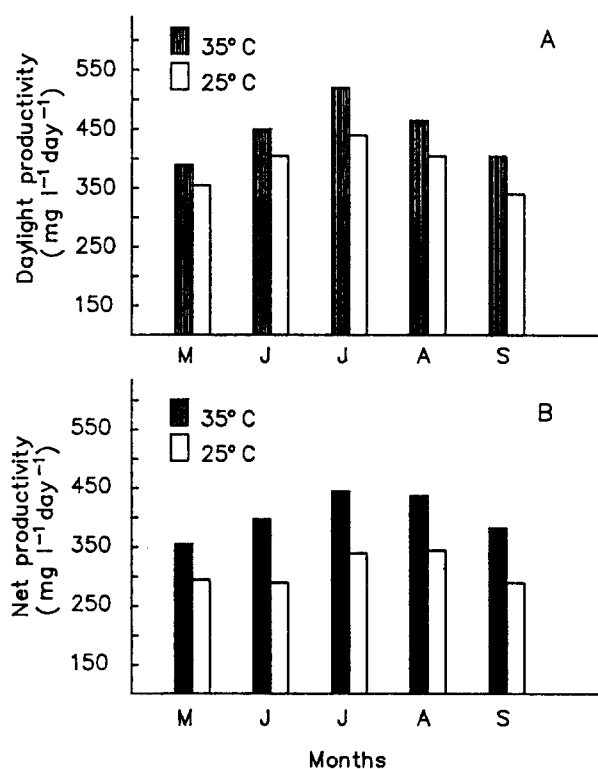 A
35° C
25° C
Daylight productivity
(mg l⁻¹ day⁻¹)
550
450
350
250
150
M J J A S
B
35° C
25° C
Net productivity
(mg l⁻¹ day⁻¹)
550
450
350
250
150
M J J A S
Months